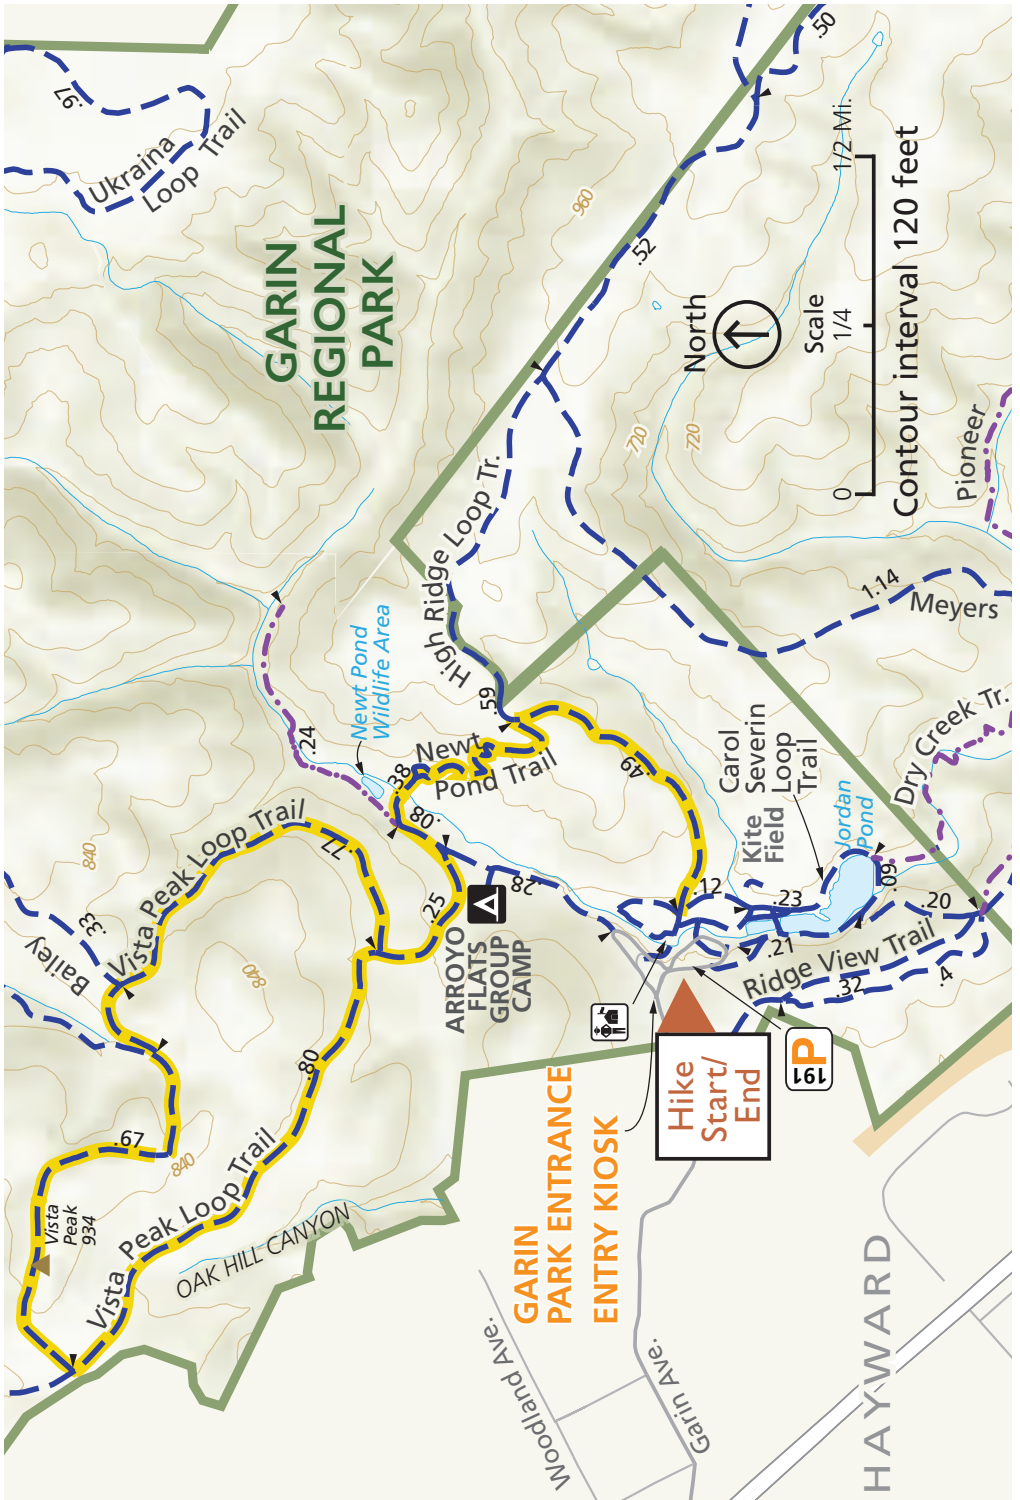 .50
.97
Ukraina
Loop Trail
1/2 Mi.
GARIN
REGIONAL
PARK
960
.52
North
Scale
1/4
0
Contour interval 120 feet
720
720
Pioneer
High Ridge Loop Tr.
1.14
Meyers
Newt Pond
Wildlife Area
.59
.24
Newt
Pond Trail
.38
.08
.49
Carol
Severin
Loop
Trail
Dry Creek Tr.
Kite
Field
Jordan
Pond
840
Vista Peak Loop Trail
.77
.33
Bailey
.25
.28
.12
.23
.09
.20
.21
Ridge View Trail
.32
.4
ARROYO
FLATS
GROUP
CAMP
840
.80
.67
840
Vista
Peak
934
Vista Peak Loop Trail
OAK HILL CANYON
GARIN
PARK ENTRANCE
ENTRY KIOSK
Hike
Start/
End
P
191
Woodland Ave.
Garin Ave.
HAYWARD